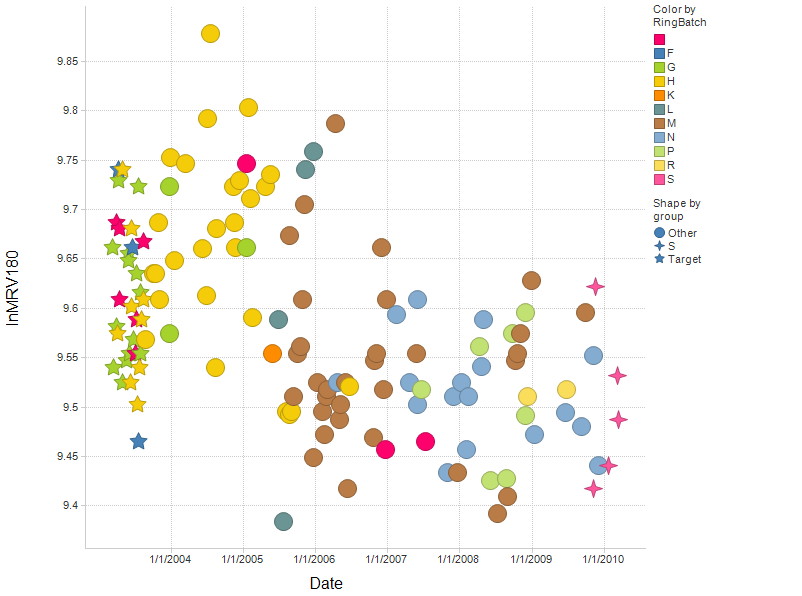 Color by
RingBatch
F
G
H
K
L
M
N
P
R
S
Shape by
group
Other
S
Target
lnMRV180
9.85
9.8
9.75
9.7
9.65
9.6
9.55
9.5
9.45
9.4
1/1/2004 1/1/2005 1/1/2006 1/1/2007 1/1/2008 1/1/2009 1/1/2010
Date